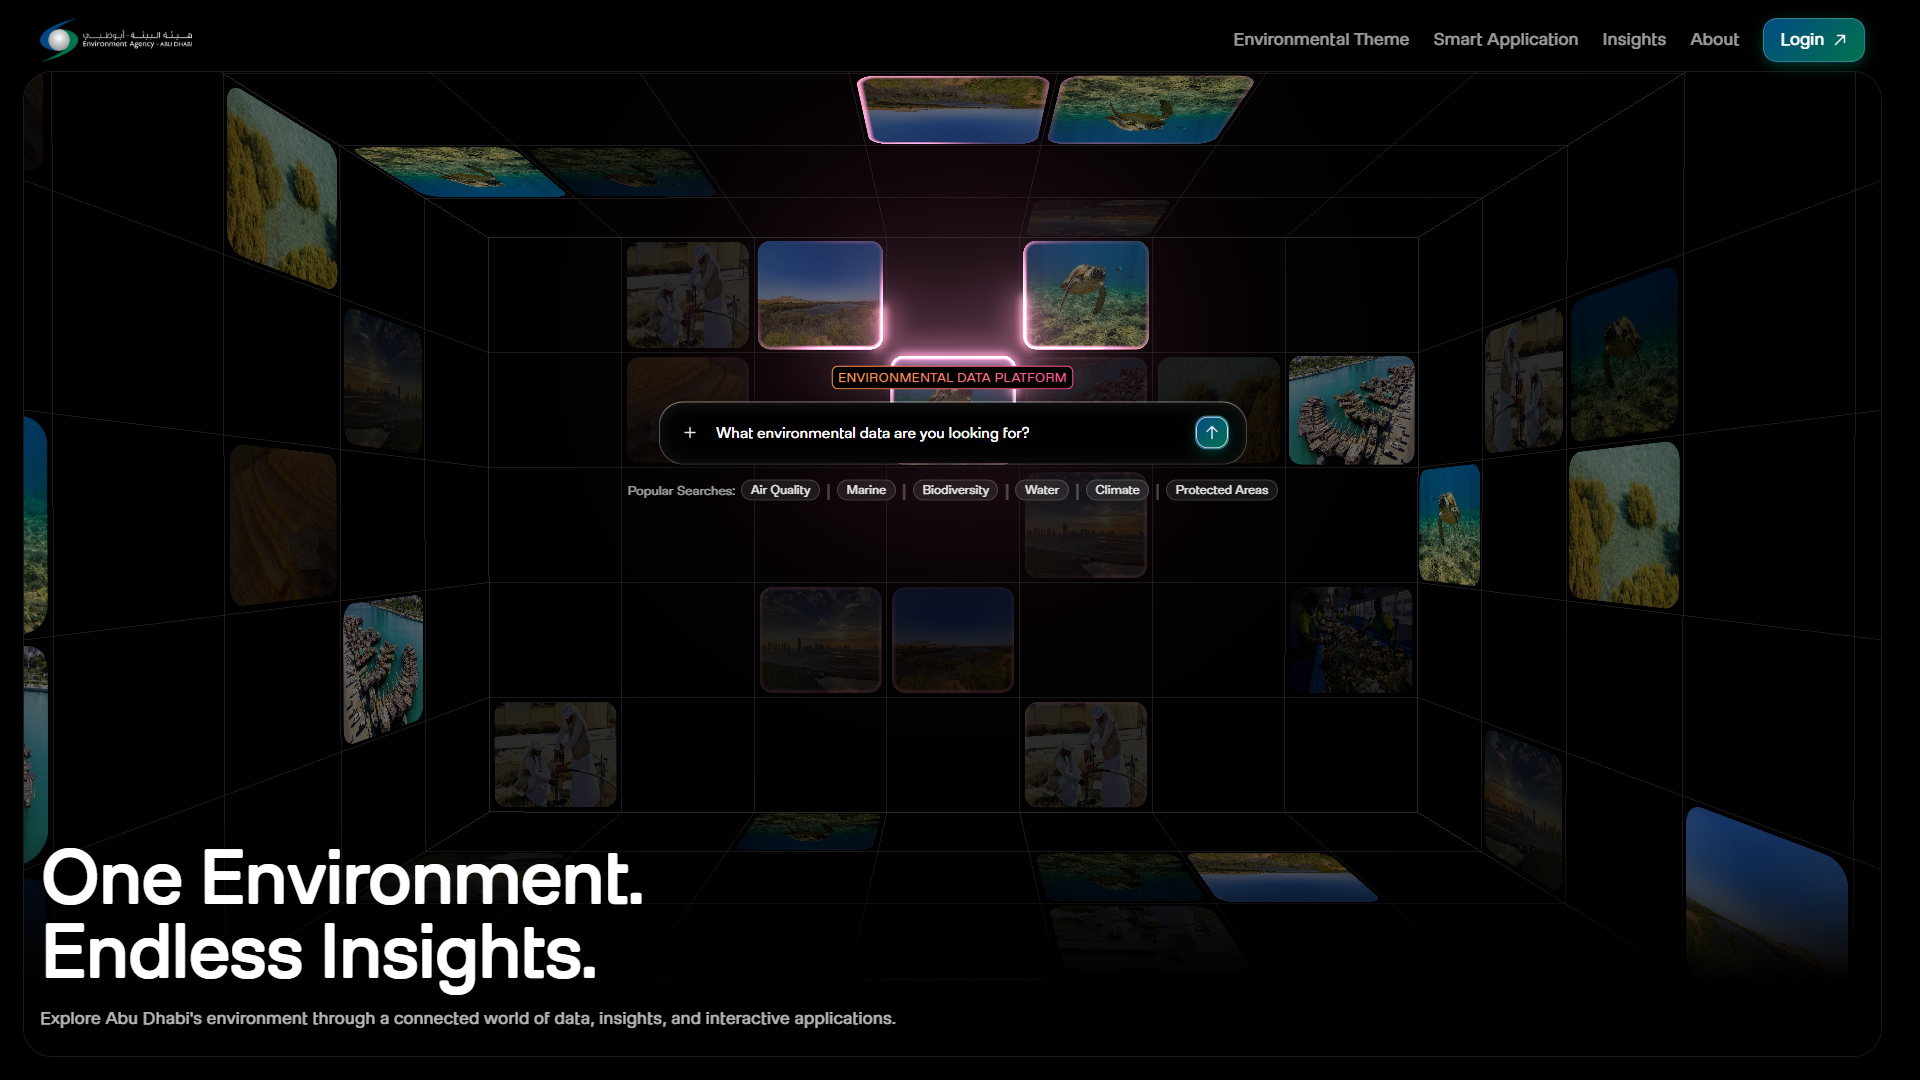 هيئة البيئة - أبوظبي
Environment Agency - ABU DHABI
Environmental Theme
Smart Application
Insights
About
Login
ENVIRONMENTAL DATA PLATFORM
What environmental data are you looking for?
Popular Searches: Air Quality | Marine | Biodiversity | Water | Climate | Protected Areas
One Environment.
Endless Insights.
Explore Abu Dhabi's environment through a connected world of data, insights, and interactive applications.